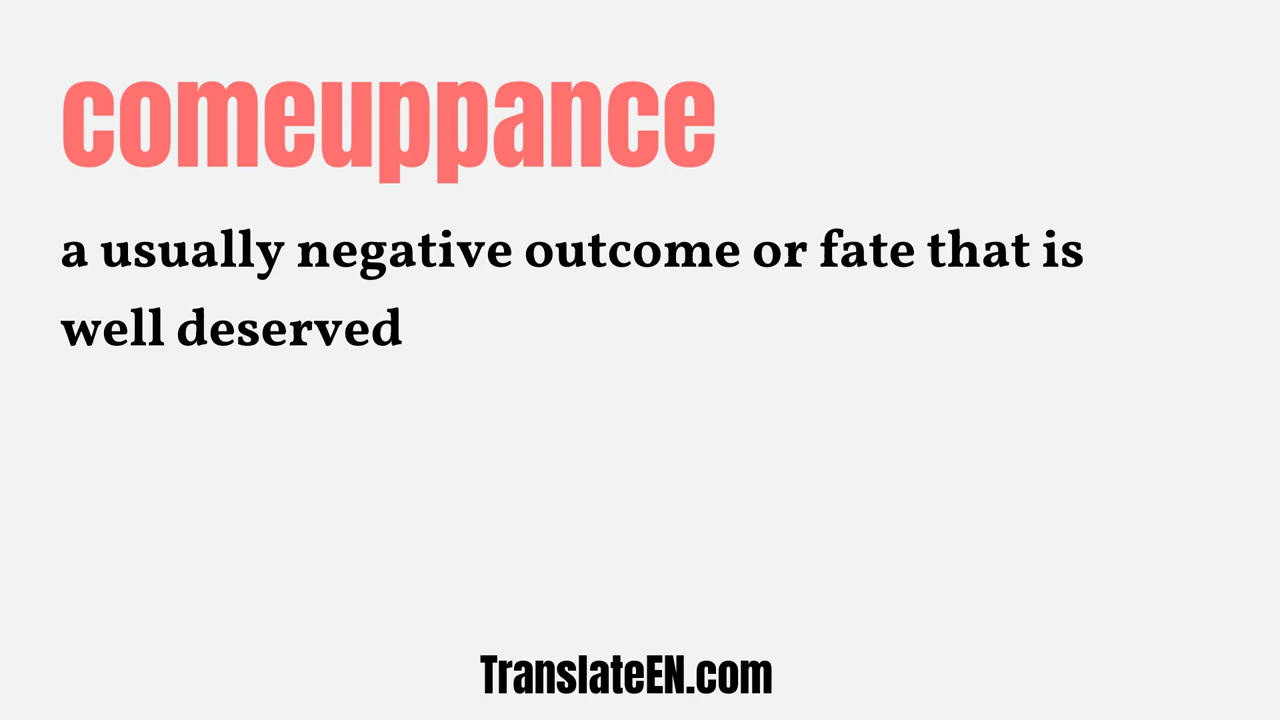 comeuppance
a usually negative outcome or fate that is
well deserved
TranslateEN.com